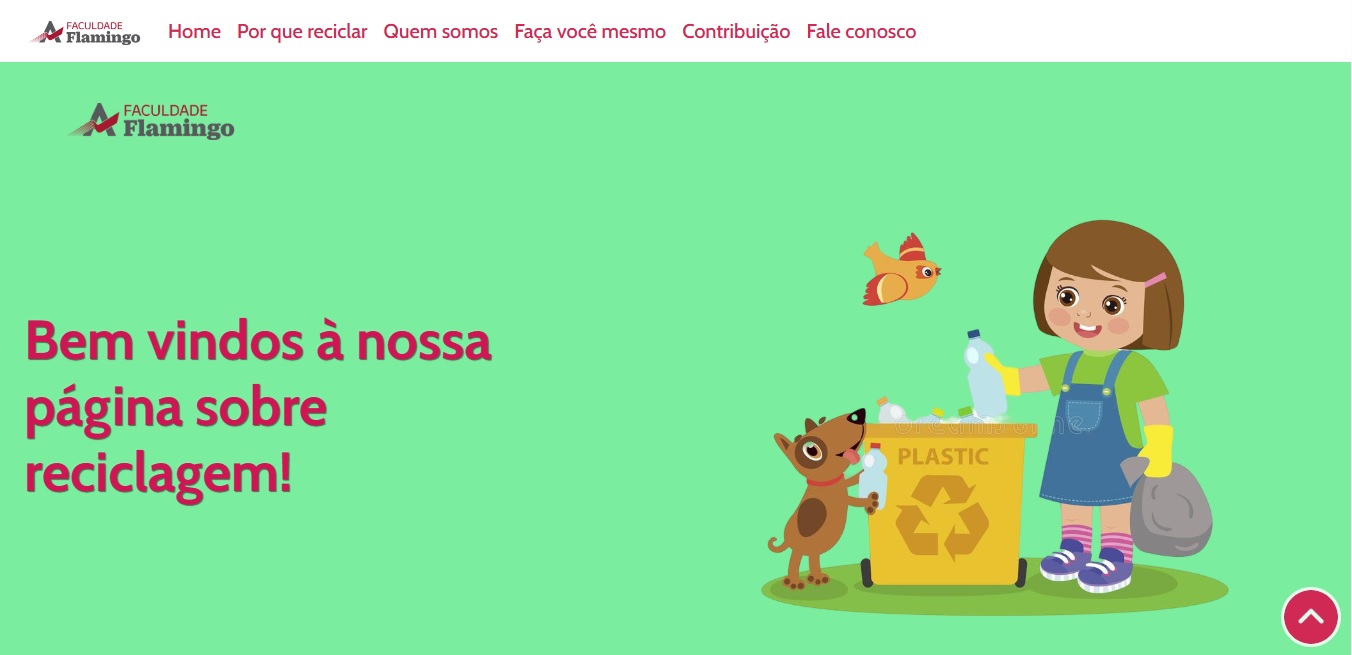 FACULDADE
Flamingo
Home Por que reciclar Quem somos Faça você mesmo Contribuição Fale conosco
FACULDADE
Flamingo
Bem vindos à nossa
página sobre
reciclagem!
PLASTIC